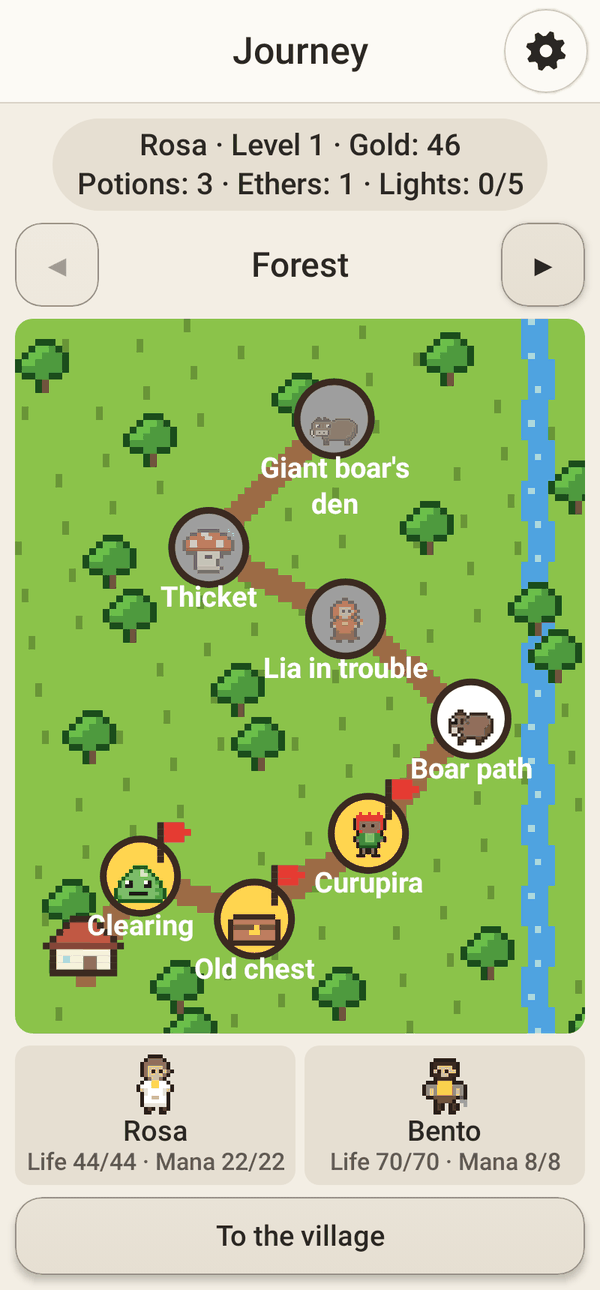 Journey
Rosa · Level 1 · Gold: 46
Potions: 3 · Ethers: 1 · Lights: 0/5
◀
Forest
▶
Giant boar's
den
Thicket
Lia in trouble
Boar path
Curupira
Clearing
Old chest
Rosa
Life 44/44 · Mana 22/22
Bento
Life 70/70 · Mana 8/8
To the village